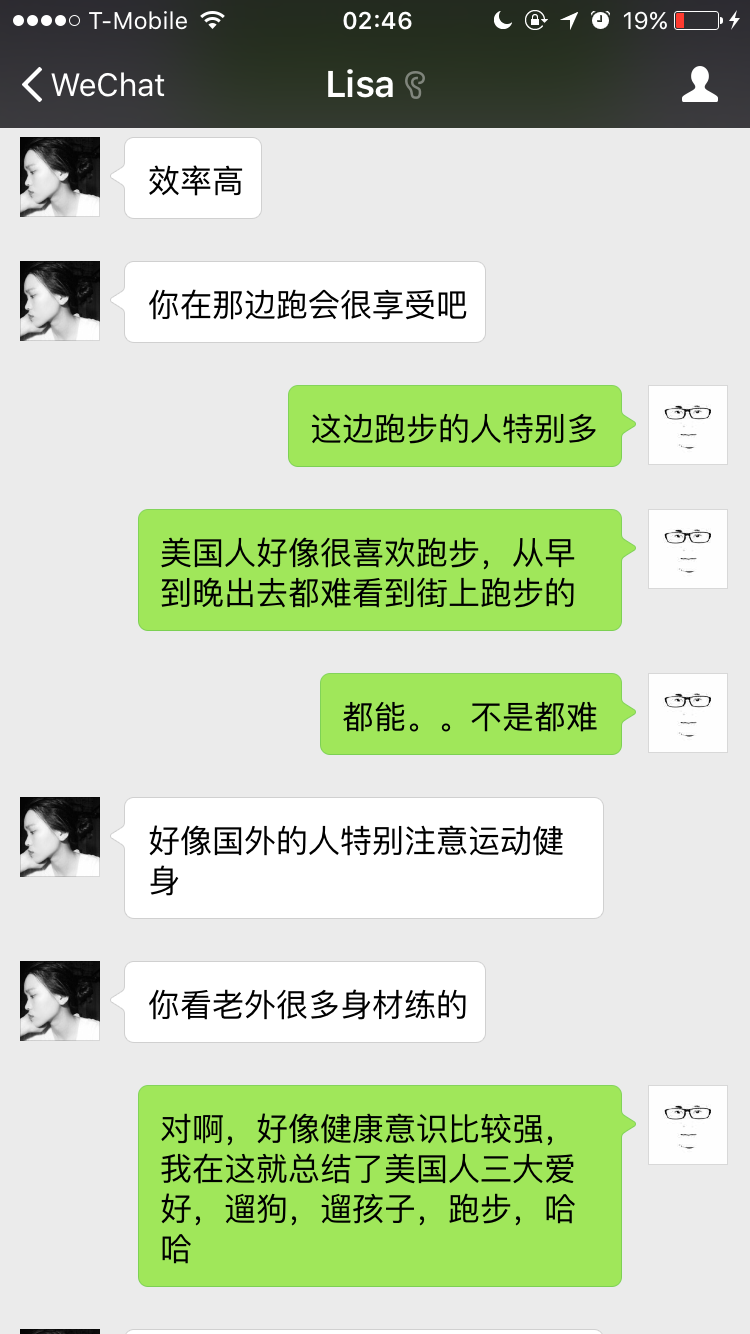 T-Mobile 02:46 19%
WeChat Lisa
效率高
你在那边跑会很享受吧
这边跑步的人特别多
美国人好像很喜欢跑步，从早
到晚出去都难看到街上跑步的
都能。。不是都难
好像国外的人特别注意运动健
身
你看老外很多身材练的
对啊，好像健康意识比较强，
我在这就总结了美国人三大爱
好，遛狗，遛孩子，跑步，哈
哈